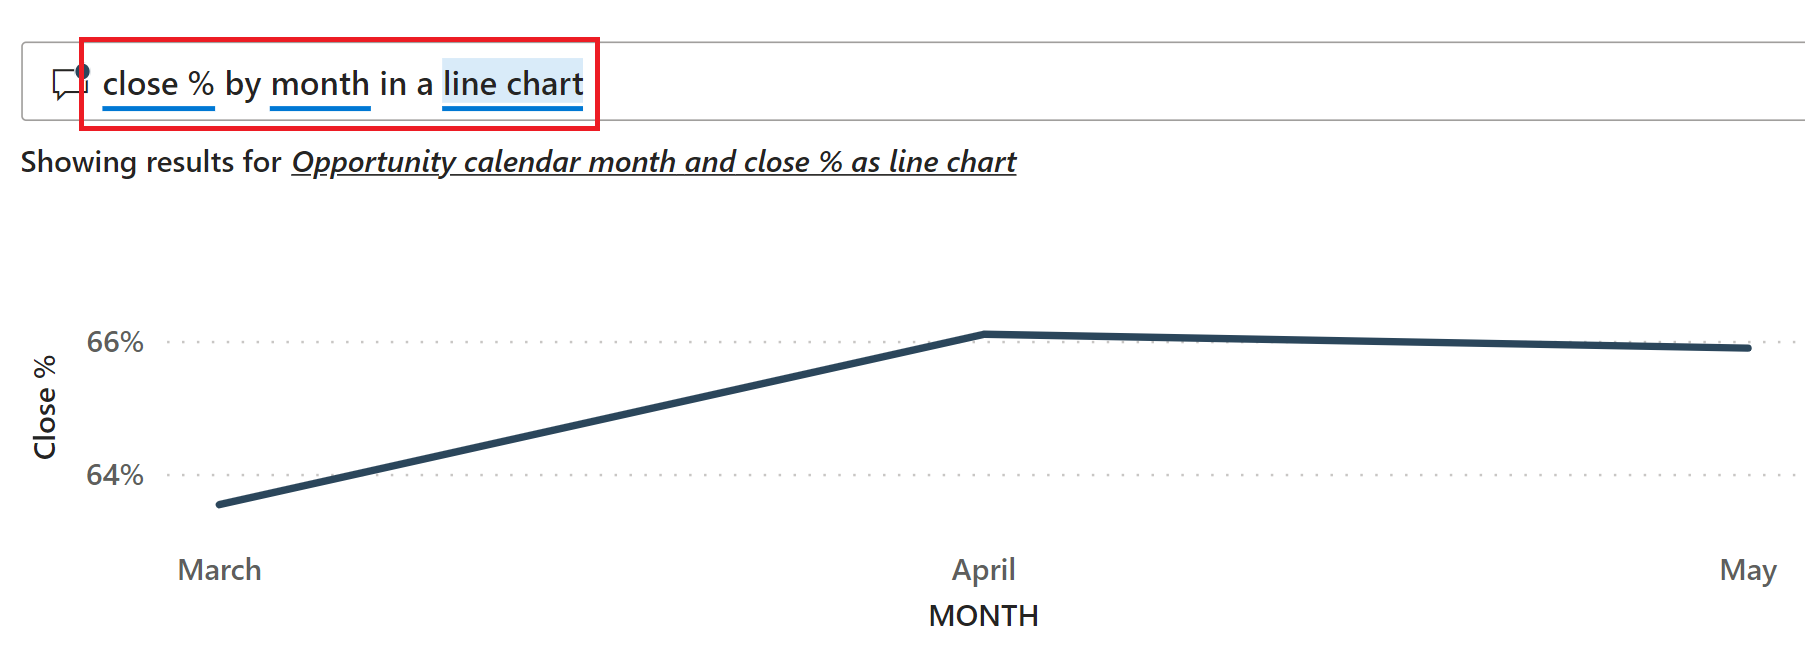 close % by month in a line chart
Showing results for Opportunity calendar month and close % as line chart
66%
Close %
64%
March April May
MONTH